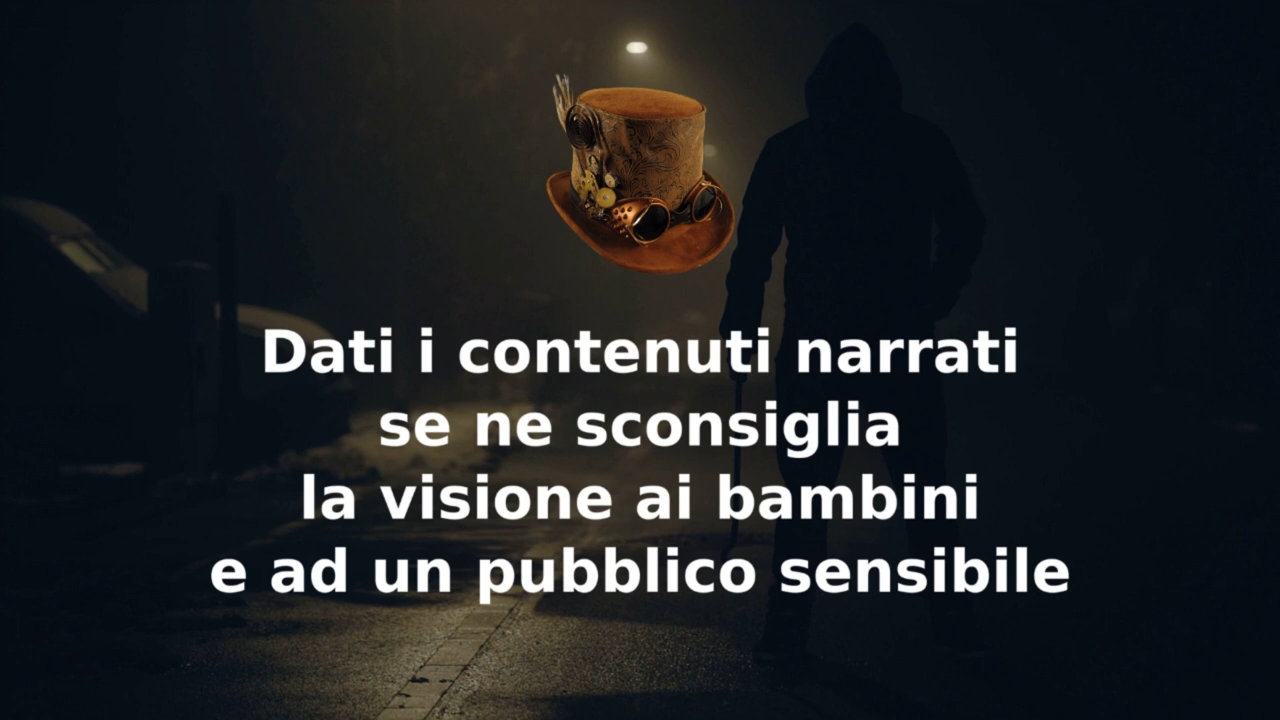 Dati i contenuti narrati
se ne sconsiglia
la visione ai bambini
e ad un pubblico sensibile